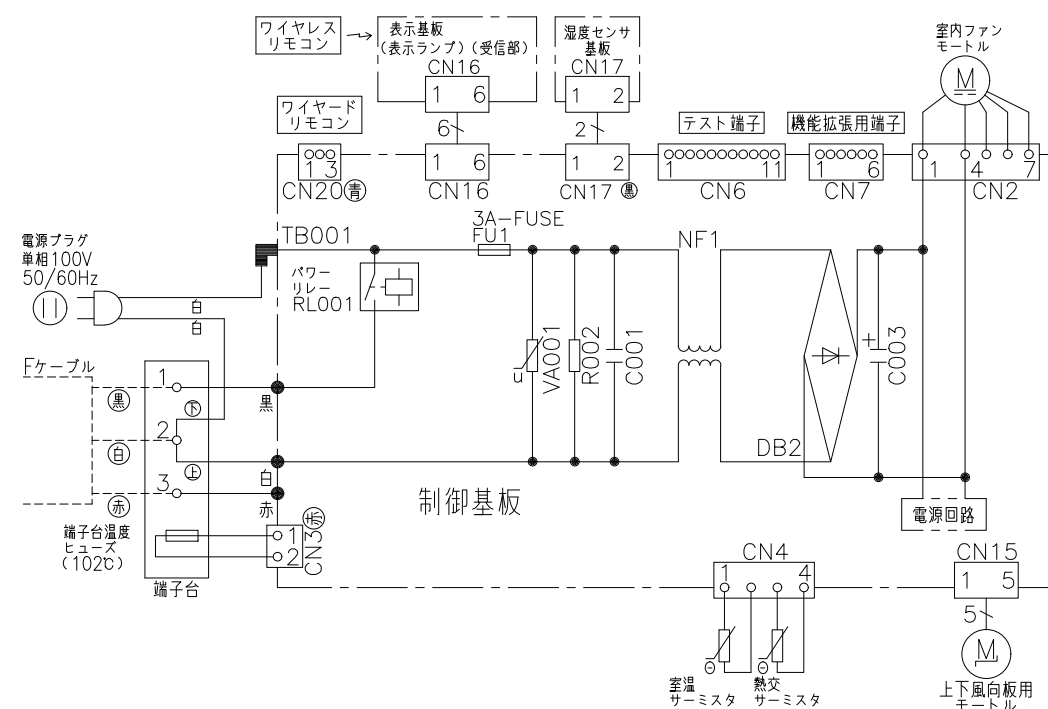 ワイヤレス
リモコン
表示基板
(表示ランプ)(受信部)
CN16
1 6
6
湿度センサ
基板
CN17
1 2
2
室内ファン
モートル
M
ワイヤード
リモコン
テスト端子
機能拡張用端子
1 3
CN20 青
1 6
CN16
1 2
CN17 黒
1 11
CN6
1 6
CN7
1 4 7
CN2
電源プラグ
単相100V
50/60Hz
白
白
TB001
パワー
リレー
RL001
3A-FUSE
FU1
NF1
u
VA001
R002
C001
+
C003
DB2
Fケーブル
黒
白
赤
1
下
2
上
3
黒
白
赤
制御基板
電源回路
端子台温度
ヒューズ
(102℃)
端子台
1
2
CN3 赤
CN4
1 4
CN15
1 5
5
M
θ
θ
室温
サーミスタ
熱交
サーミスタ
上下風向板用
モートル